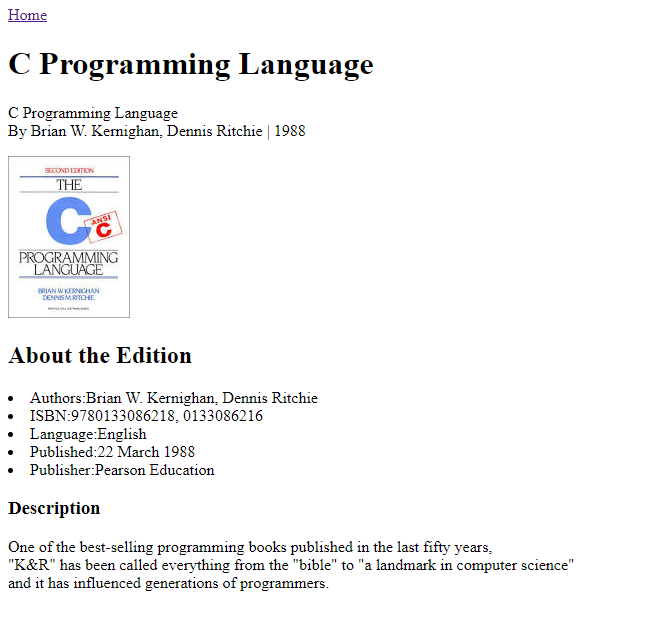 Home
C Programming Language
C Programming Language
By Brian W. Kernighan, Dennis Ritchie | 1988
SECOND EDITION
THE
C
ANSI
C
PROGRAMMING
LANGUAGE
BRIAN W. KERNIGHAN
DENNIS M. RITCHIE
PRENTICE HALL SOFTWARE SERIES
About the Edition
Authors:Brian W. Kernighan, Dennis Ritchie
ISBN:9780133086218, 0133086216
Language:English
Published:22 March 1988
Publisher:Pearson Education
Description
One of the best-selling programming books published in the last fifty years,
"K&R" has been called everything from the "bible" to "a landmark in computer science"
and it has influenced generations of programmers.